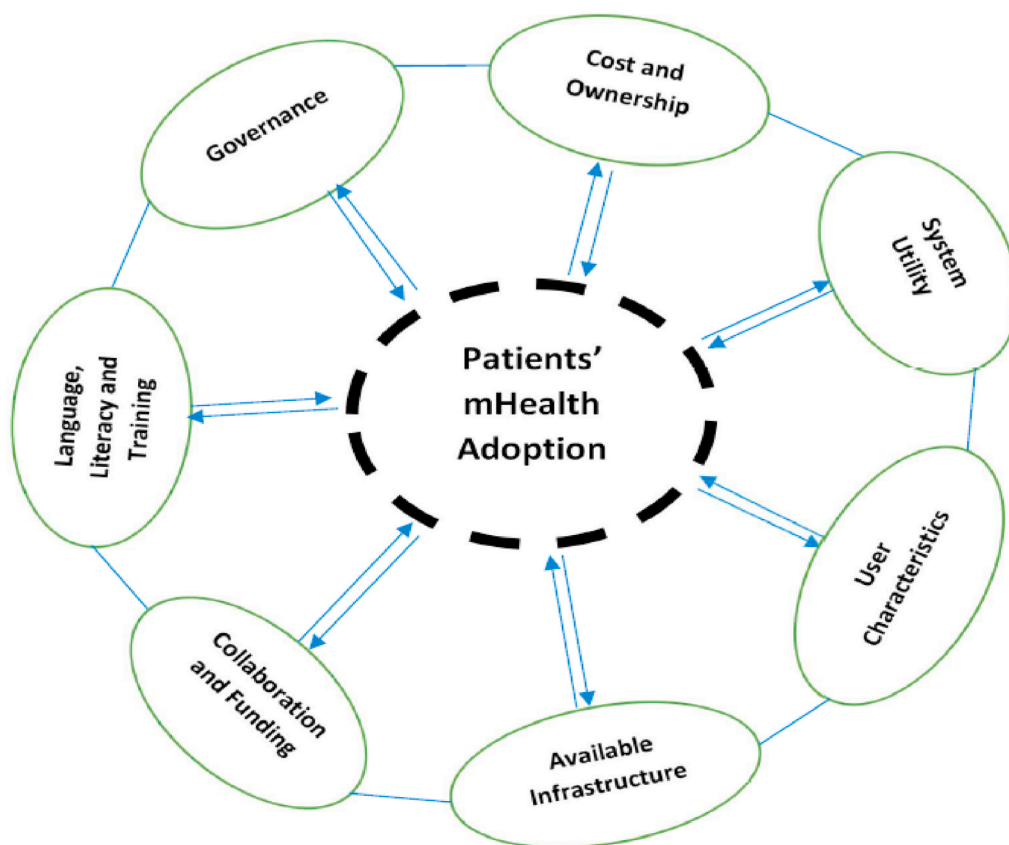 Cost and
Ownership
Governance
System
Utility
Patients’
mHealth
Adoption
Language,
Literacy and
Training
User
Characteristics
Collaboration
and Funding
Available
Infrastructure